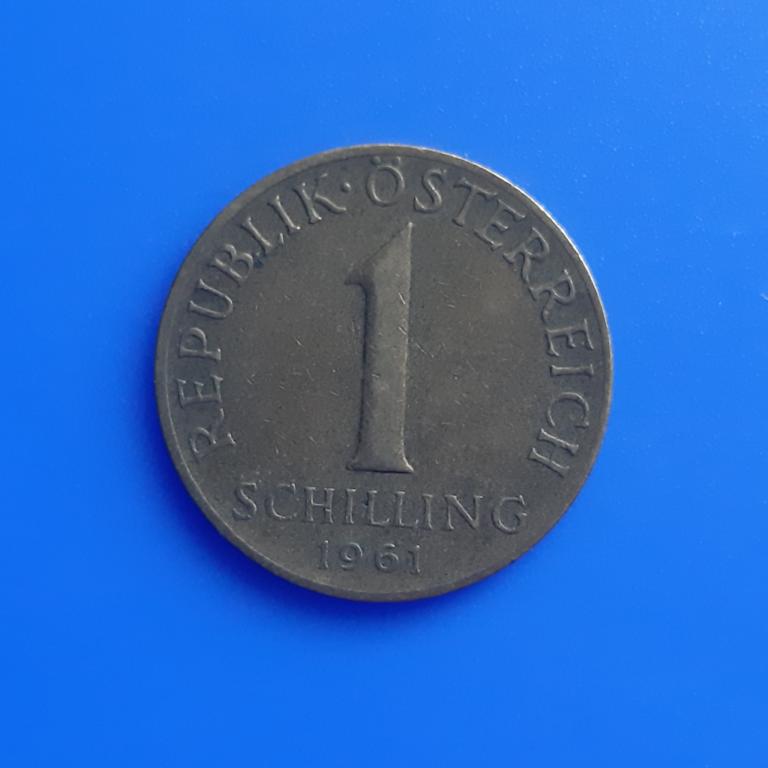 REPUBLIK · ÖSTERREICH
1
SCHILLING
1961